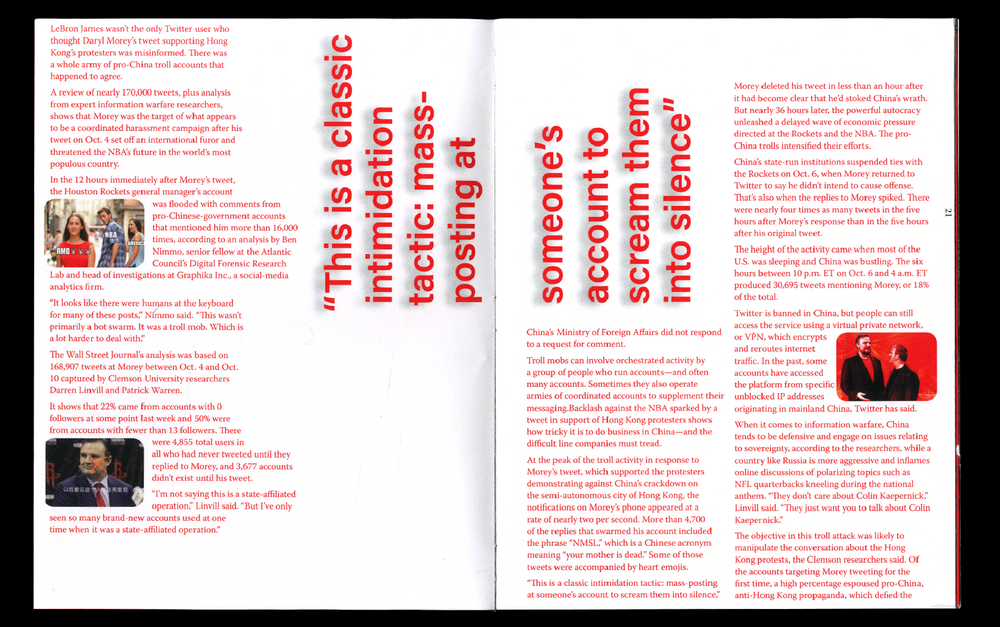 LeBron James wasn't the only Twitter user who
thought Daryl Morey's tweet supporting Hong
Kong's protesters was misinformed. There was
a whole army of pro-China troll accounts that
happened to agree.
A review of nearly 170,000 tweets, plus analysis
from expert information warfare researchers,
shows that Morey was the target of what appears
to be a coordinated harassment campaign after his
tweet on Oct. 4 set off an international furor and
threatened the NBA's future in the world's most
populous country.
In the 12 hours immediately after Morey's tweet,
the Houston Rockets general manager's account
was flooded with comments from
pro-Chinese-government accounts
that mentioned him more than 16,000
times, according to an analysis by Ben
Nimmo, senior fellow at the Atlantic
Council's Digital Forensic Research
Lab and head of investigations at Graphika Inc., a social-media
analytics firm.
RMB
NBA
"It looks like there were humans at the keyboard
for many of these posts," Nimmo said. "This wasn't
primarily a bot swarm. It was a troll mob. Which is
a lot harder to deal with."
The Wall Street Journal's analysis was based on
168,907 tweets at Morey between Oct. 4 and Oct.
10 captured by Clemson University researchers
Darren Linvill and Patrick Warren.
It shows that 22% came from accounts with 0
followers at some point last week and 50% were
from accounts with fewer than 13 followers. There
were 4,855 total users in
all who had never tweeted until they
replied to Morey, and 3,677 accounts
didn't exist until his tweet.
"I'm not saying this is a state-affiliated
operation," Linvill said. "But I've only
seen so many brand-new accounts used at one
time when it was a state-affiliated operation."
"This is a classic
intimidation
tactic: mass-
posting at
someone's
account to
scream them
into silence"
China's Ministry of Foreign Affairs did not respond
to a request for comment.
Troll mobs can involve orchestrated activity by
a group of people who run accounts—and often
many accounts. Sometimes they also operate
armies of coordinated accounts to supplement their
messaging.Backlash against the NBA sparked by a
tweet in support of Hong Kong protesters shows
how tricky it is to do business in China—and the
difficult line companies must tread.
At the peak of the troll activity in response to
Morey's tweet, which supported the protesters
demonstrating against China's crackdown on
the semi-autonomous city of Hong Kong, the
notifications on Morey's phone appeared at a
rate of nearly two per second. More than 4,700
of the replies that swarmed his account included
the phrase "NMSL," which is a Chinese acronym
meaning "your mother is dead." Some of those
tweets were accompanied by heart emojis.
"This is a classic intimidation tactic: mass-posting
at someone's account to scream them into silence,"
Morey deleted his tweet in less than an hour after
it had become clear that he'd stoked China's wrath.
But nearly 36 hours later, the powerful autocracy
unleashed a delayed wave of economic pressure
directed at the Rockets and the NBA. The pro-
China trolls intensified their efforts.
China's state-run institutions suspended ties with
the Rockets on Oct. 6, when Morey returned to
Twitter to say he didn't intend to cause offense.
That's also when the replies to Morey spiked. There
were nearly four times as many tweets in the five
hours after Morey's response than in the five hours
after his original tweet.
The height of the activity came when most of the
U.S. was sleeping and China was bustling. The six
hours between 10 p.m. ET on Oct. 6 and 4 a.m. ET
produced 30,695 tweets mentioning Morey, or 18%
of the total.
Twitter is banned in China, but people can still
access the service using a virtual private network,
or VPN, which encrypts
and reroutes internet
traffic. In the past, some
accounts have accessed
the platform from specific
unblocked IP addresses
originating in mainland China, Twitter has said.
When it comes to information warfare, China
tends to be defensive and engage on issues relating
to sovereignty, according to the researchers, while a
country like Russia is more aggressive and inflames
online discussions of polarizing topics such as
NFL quarterbacks kneeling during the national
anthem. "They don't care about Colin Kaepernick,"
Linvill said. "They just want you to talk about Colin
Kaepernick."
The objective in this troll attack was likely to
manipulate the conversation about the Hong
Kong protests, the Clemson researchers said. Of
the accounts targeting Morey tweeting for the
first time, a high percentage espoused pro-China,
anti-Hong Kong propaganda, which defied the
21